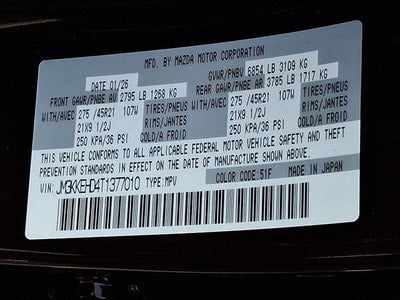 MFD. BY MAZDA MOTOR CORPORATION
DATE 01/26 GVWR/PNBV 6854 LB 3109 KG
FRONT GAWR/PNBE AV 2795 LB 1268 KG REAR GAWR/PNBE AR 3785 LB 1717 KG
WITH/AVEC 275 /45R21 107W TIRES/PNEUS WITH/AVEC 275 /45R21 107W TIRES/PNEUS
21X9 1/2J RIMS/JANTES 21X9 1/2J RIMS/JANTES
250 KPA/36 PSI COLD/A FROID 250 KPA/36 PSI COLD/A FROID
THIS VEHICLE CONFORMS TO ALL APPLICABLE FEDERAL MOTOR VEHICLE SAFETY AND THEFT
PREVENTION STANDARDS IN EFFECT ON THE DATE OF MANUFACTURE SHOWN ABOVE.
COLOR CODE:51F MADE IN JAPAN
VIN: JM3KKEHD4T1377010 TYPE:MPV